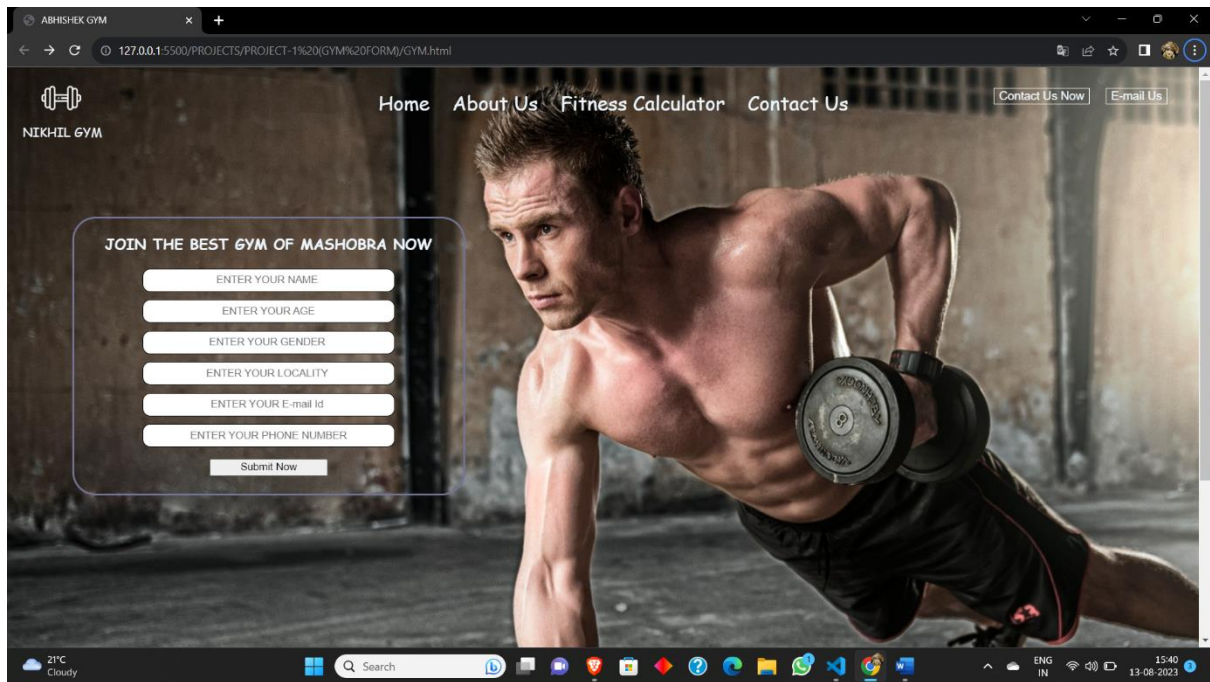 ABHISHEK GYM
127.0.0.1:5500/PROJECTS/PROJECT-1%20(GYM%20FORM)/GYM.html
NIKHIL GYM
Home About Us Fitness Calculator Contact Us
Contact Us Now E-mail Us
JOIN THE BEST GYM OF MASHOBRA NOW
ENTER YOUR NAME
ENTER YOUR AGE
ENTER YOUR GENDER
ENTER YOUR LOCALITY
ENTER YOUR E-mail Id
ENTER YOUR PHONE NUMBER
Submit Now
8
21°C
Cloudy
Search
ENG
IN
15:40
13-08-2023
1